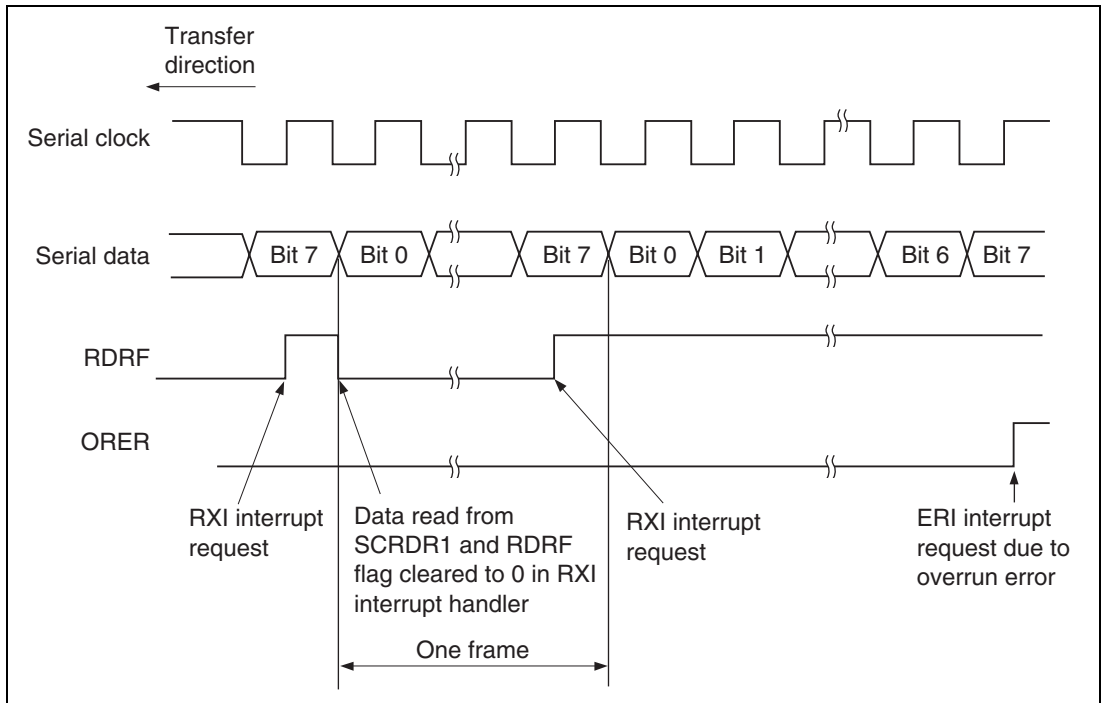 Transfer
direction
Serial clock
Serial data
Bit 7
Bit 0
Bit 7
Bit 0
Bit 1
Bit 6
Bit 7
RDRF
ORER
RXI interrupt
request
Data read from
SCRDR1 and RDRF
flag cleared to 0 in RXI
interrupt handler
RXI interrupt
request
ERI interrupt
request due to
overrun error
One frame